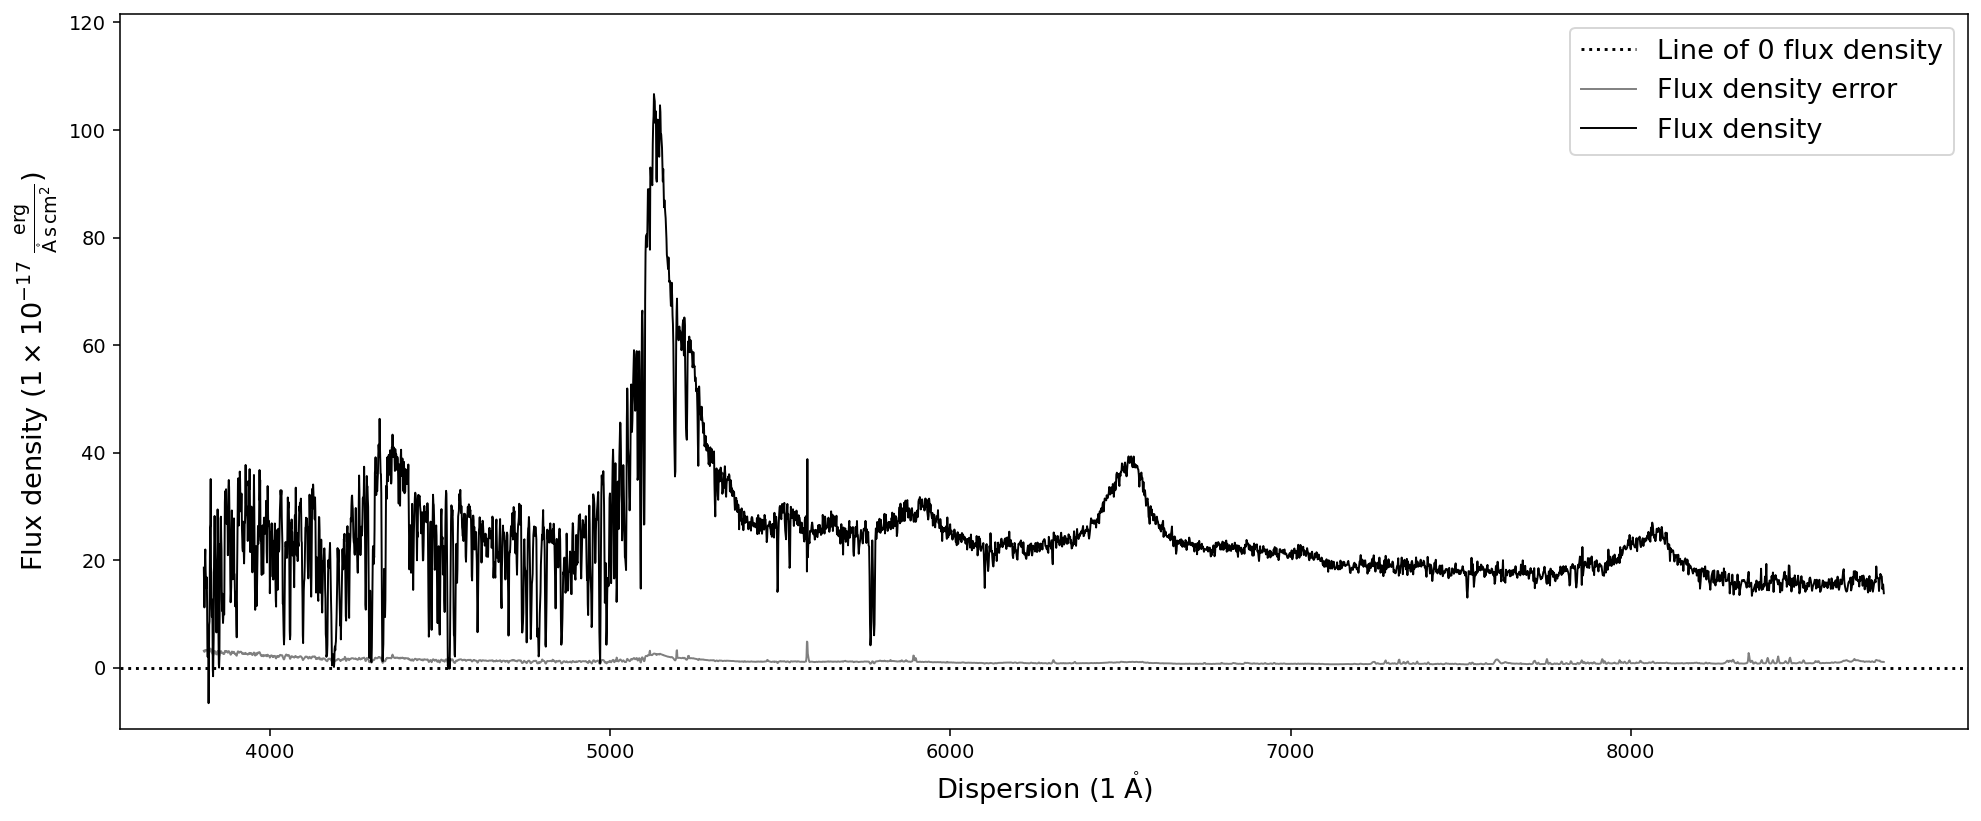 Line of 0 flux density
Flux density error
Flux density
120
100
80
60
40
20
0
Flux density (1 × 10⁻¹⁷ erg / Å s cm²)
4000 5000 6000 7000 8000
Dispersion (1 Å)